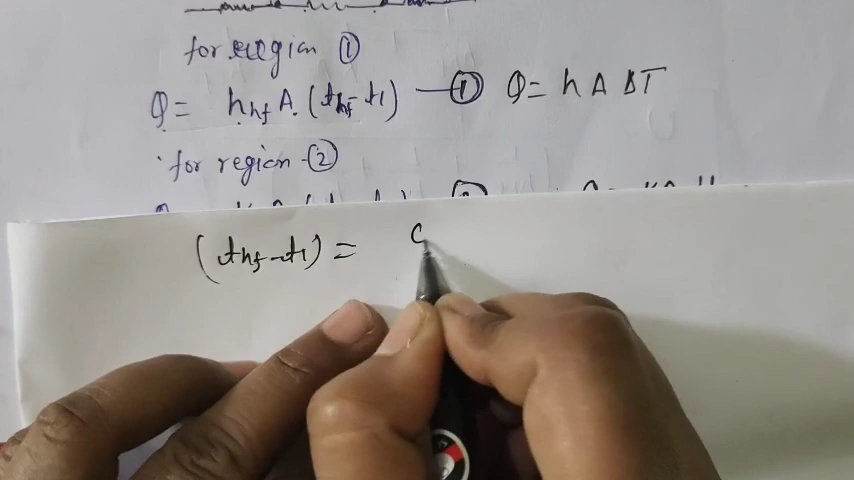 for region ①
Q = h_hf A. (t_hf - t1) — ① Q = h A ΔT
for region - ②
(t_hf - t1) =